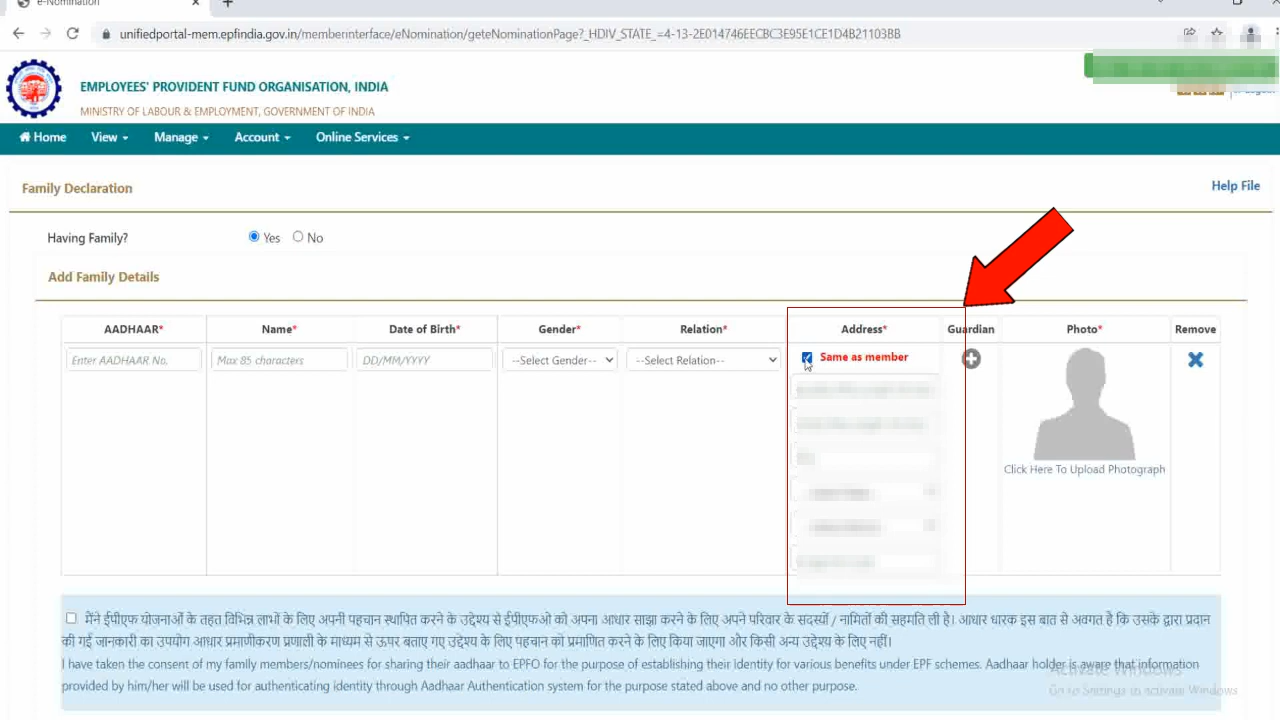 e-Nomination
unifiedportal-mem.epfindia.gov.in/memberinterface/eNomination/geteNominationPage?_HDIV_STATE_=4-13-2E014746EECBC3E95E1CE1D4B21103BB
EMPLOYEES' PROVIDENT FUND ORGANISATION, INDIA
MINISTRY OF LABOUR & EMPLOYMENT, GOVERNMENT OF INDIA
Home View Manage Account Online Services
Family Declaration Help File
Having Family? Yes No
Add Family Details
AADHAAR* Name* Date of Birth* Gender* Relation* Address* Guardian Photo* Remove
Enter AADHAAR No. Max 85 characters DD/MM/YYYY --Select Gender-- --Select Relation-- Same as member
Click Here To Upload Photograph
मैंने ईपीएफ योजनाओं के तहत विभिन्न लाभों के लिए अपनी पहचान स्थापित करने के उद्देश्य से ईपीएफओ को अपना आधार साझा करने के लिए अपने परिवार के सदस्यों / नामितों की सहमति ली है। आधार धारक इस बात से अवगत है कि उसके द्वारा प्रदान
की गई जानकारी का उपयोग आधार प्रमाणीकरण प्रणाली के माध्यम से ऊपर बताए गए उद्देश्य के लिए पहचान को प्रमाणित करने के लिए किया जाएगा और किसी अन्य उद्देश्य के लिए नहीं।
I have taken the consent of my family members/nominees for sharing their aadhaar to EPFO for the purpose of establishing their Identity for various benefits under EPF schemes. Aadhaar holder is aware that information
provided by him/her will be used for authenticating identity through Aadhaar Authentication system for the purpose stated above and no other purpose.
Activate Windows
Go to Settings to activate Windows